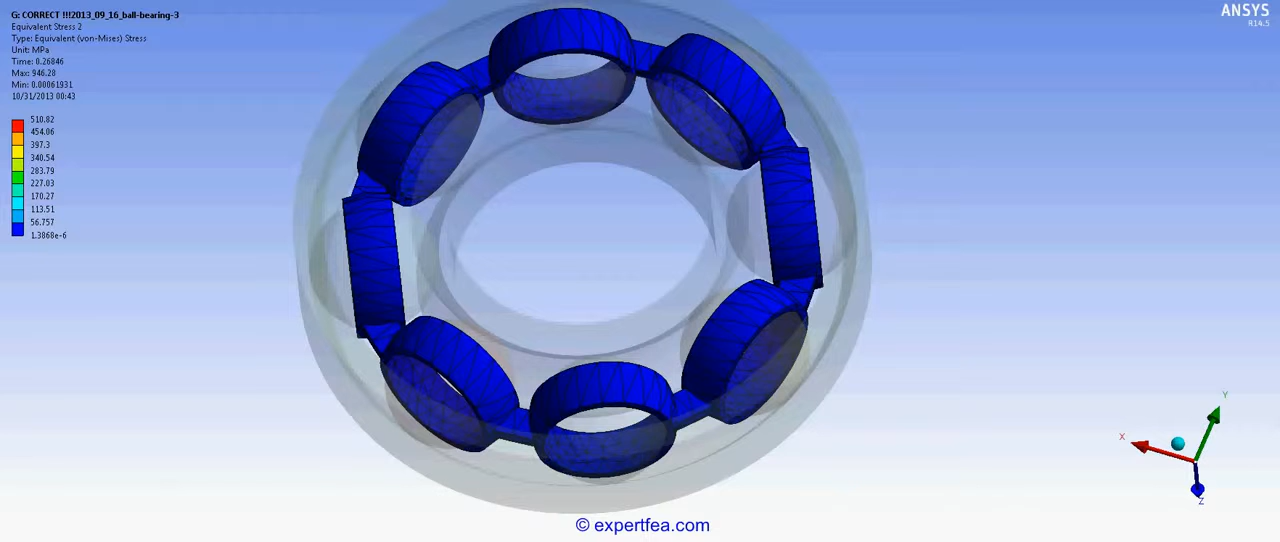 G: CORRECT !!!2013_09_16_ball-bearing-3
Equivalent Stress 2
Type: Equivalent (von-Mises) Stress
Unit: MPa
Time: 0.26846
Max: 946.28
Min: 0.00061931
10/31/2013 00:43
510.82
454.06
397.3
340.54
283.79
227.03
170.27
113.51
56.757
1.3868e-6
ANSYS
R14.5
Y
X
Z
© expertfea.com